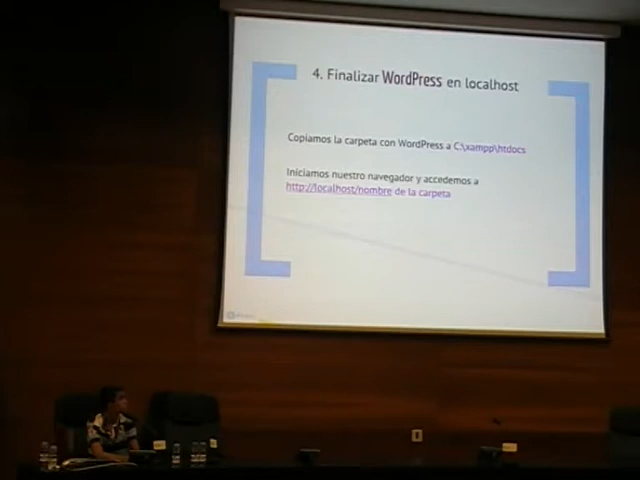 4. Finalizar WordPress en localhost
Copiamos la carpeta con WordPress a C:\xampp\htdocs
Iniciamos nuestro navegador y accedemos a
http://localhost/nombre de la carpeta